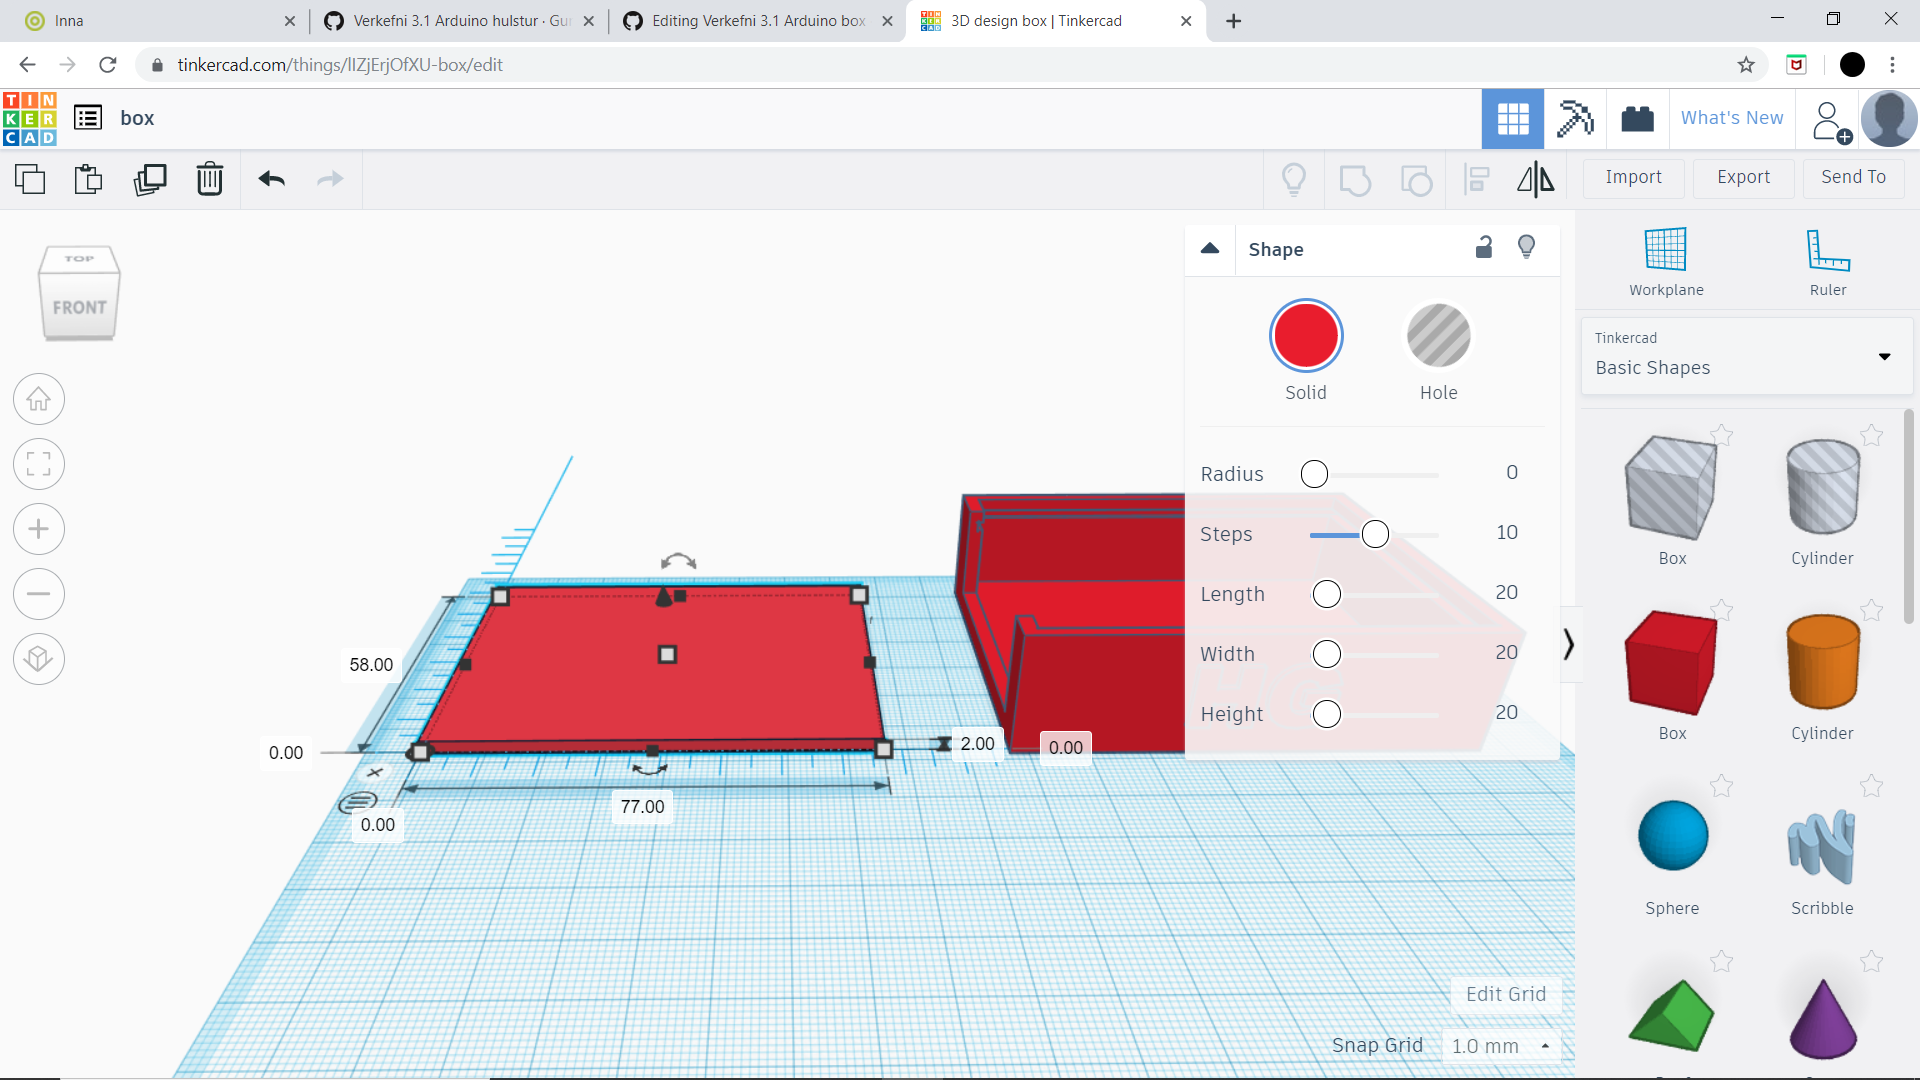 Inna
Verkefni 3.1 Arduino hulstur · Gu
Editing Verkefni 3.1 Arduino box
3D design box | Tinkercad
tinkercad.com/things/lIZjErjOfXU-box/edit
TIN
KER
CAD
box
What's New
Import
Export
Send To
TOP
FRONT
Shape
Solid
Hole
Radius 0
Steps 10
Length 20
Width 20
Height 20
58.00
0.00
0.00
77.00
2.00
0.00
Edit Grid
Snap Grid 1.0 mm
Workplane
Ruler
Tinkercad
Basic Shapes
Box
Cylinder
Box
Cylinder
Sphere
Scribble